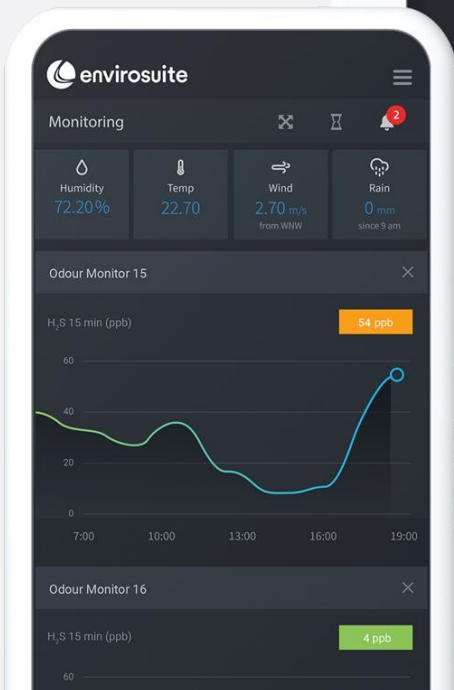 envirosuite
Monitoring
2
Humidity Temp Wind Rain
72.20% 22.70 2.70 m/s 0 mm
from WNW since 9 am
Odour Monitor 15
H₂S 15 min (ppb) 54 ppb
60
40
20
0
7:00 10:00 13:00 16:00 19:00
Odour Monitor 16
H₂S 15 min (ppb) 4 ppb
60